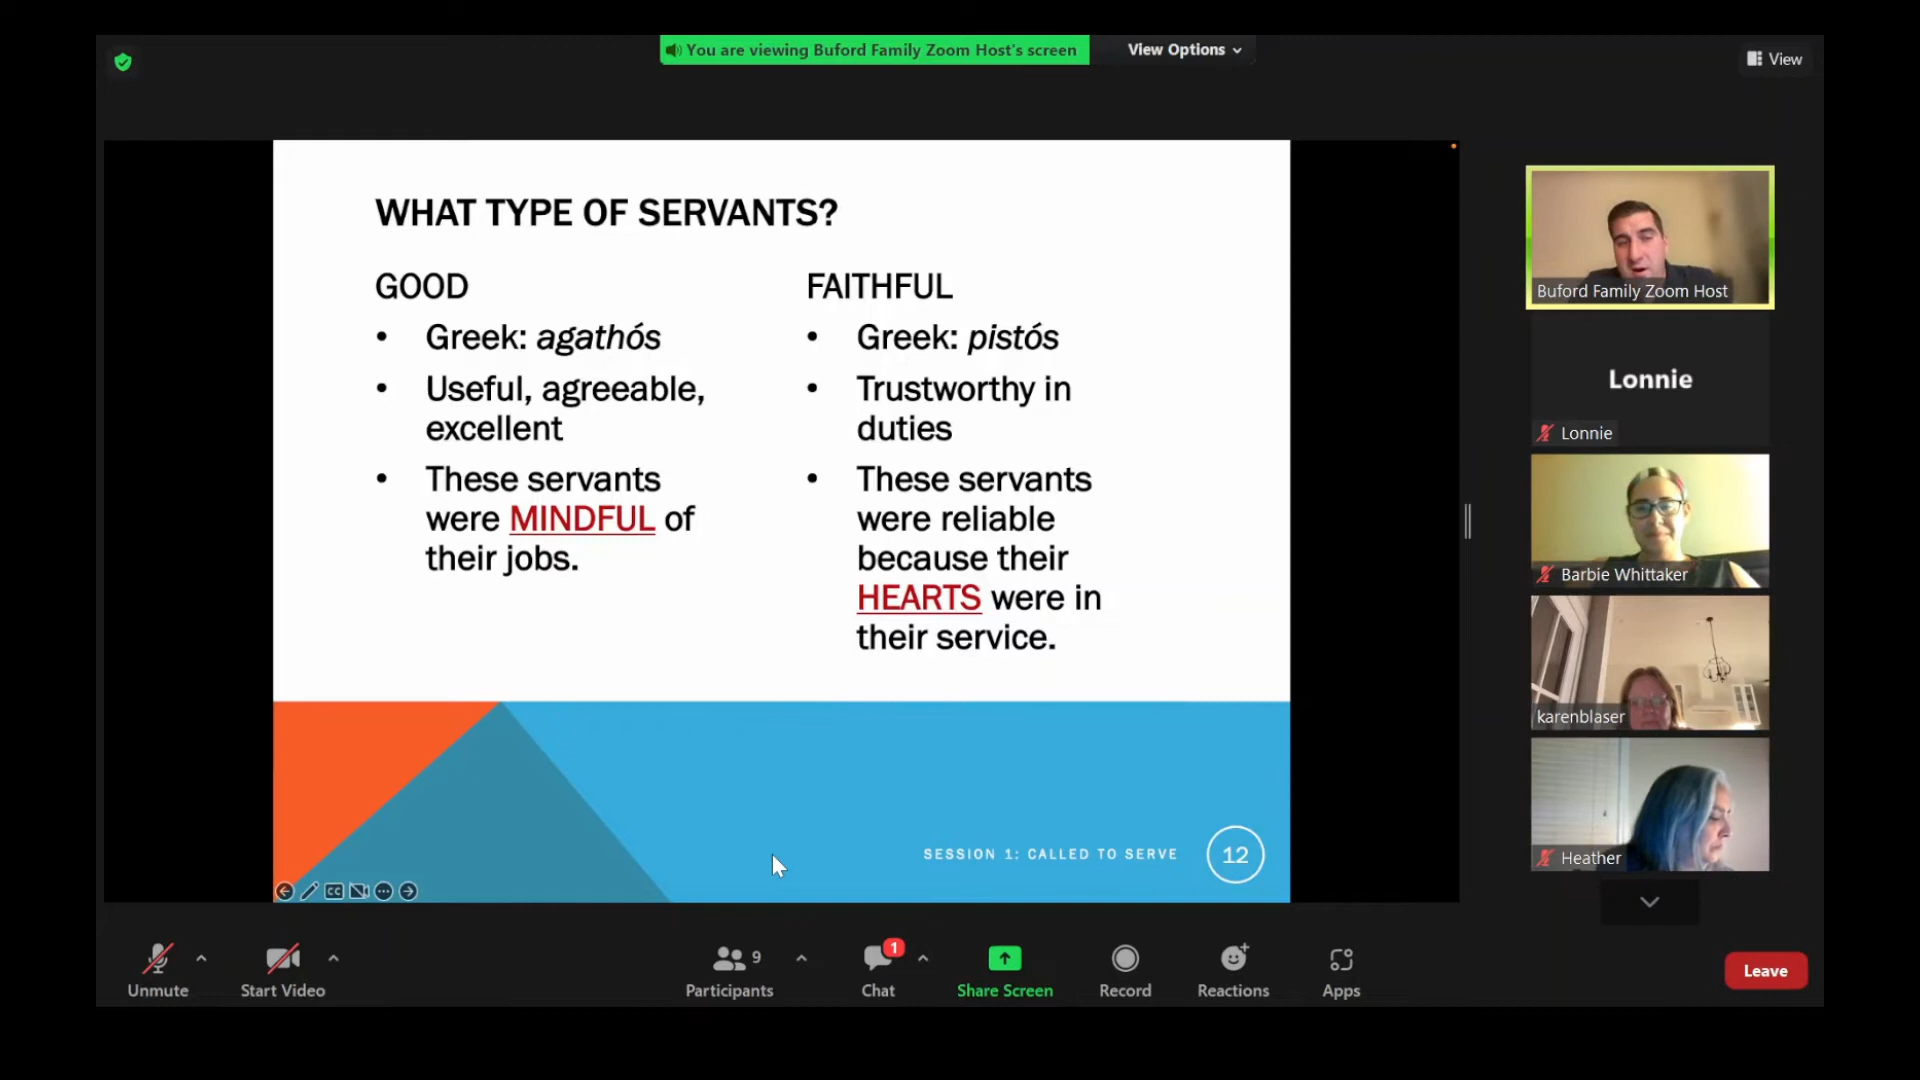 You are viewing Buford Family Zoom Host's screen
View Options
View
WHAT TYPE OF SERVANTS?
GOOD
• Greek: agathós
• Useful, agreeable,
excellent
• These servants
were MINDFUL of
their jobs.
FAITHFUL
• Greek: pistós
• Trustworthy in
duties
• These servants
were reliable
because their
HEARTS were in
their service.
SESSION 1: CALLED TO SERVE
12
CC
Buford Family Zoom Host
Lonnie
Lonnie
Barbie Whittaker
karenblaser
Heather
Unmute
Start Video
9
Participants
1
Chat
Share Screen
Record
Reactions
Apps
Leave